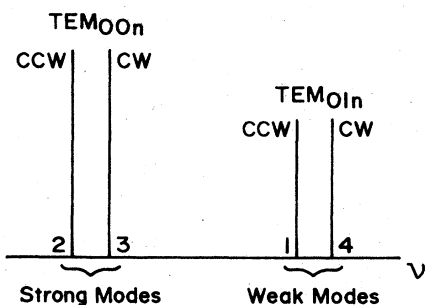 TEM00n
CCW CW
TEM01n
CCW CW
2 3 1 4
ν
Strong Modes Weak Modes